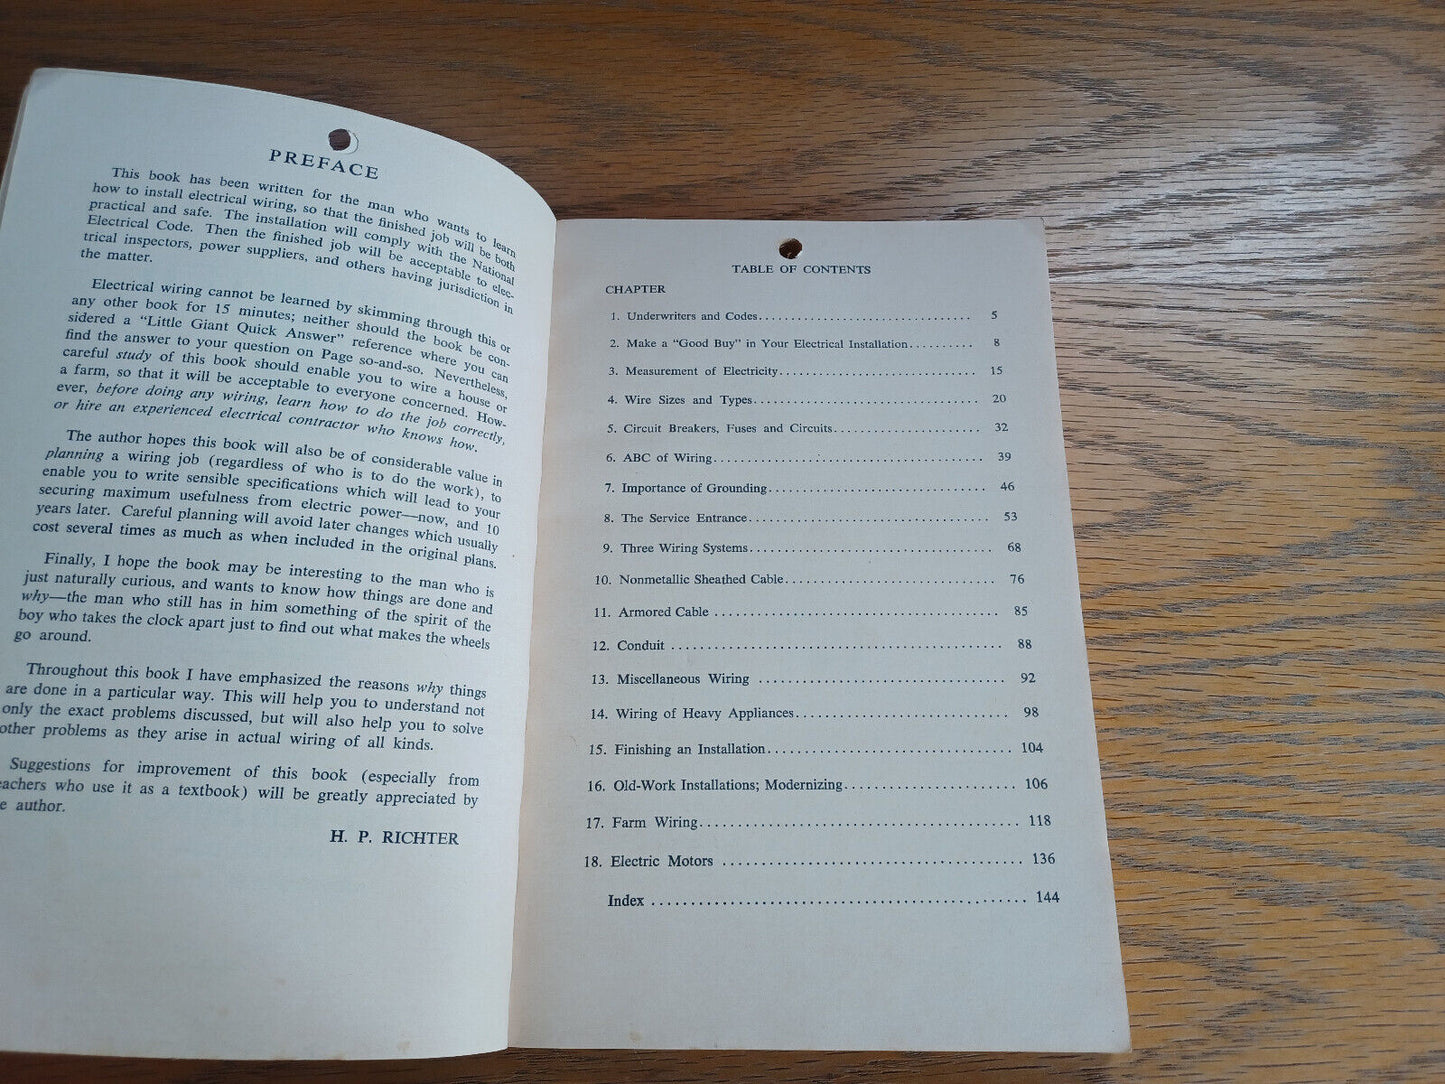 PREFACE
This book has been written for the man who wants to learn
how to install electrical wiring, so that the finished job will be both
practical and safe. The installation will comply with the National
Electrical Code. Then the finished job will be acceptable to elec-
trical inspectors, power suppliers, and others having jurisdiction in
the matter.
Electrical wiring cannot be learned by skimming through this or
any other book for 15 minutes; neither should the book be con-
sidered a "Little Giant Quick Answer" reference where you can
find the answer to your question on Page so-and-so. Nevertheless,
careful study of this book should enable you to wire a house or
a farm, so that it will be acceptable to everyone concerned. How-
ever, before doing any wiring, learn how to do the job correctly,
or hire an experienced electrical contractor who knows how.
The author hopes this book will also be of considerable value in
planning a wiring job (regardless of who is to do the work), to
enable you to write sensible specifications which will lead to your
securing maximum usefulness from electric power—now, and 10
years later. Careful planning will avoid later changes which usually
cost several times as much as when included in the original plans.
Finally, I hope the book may be interesting to the man who is
just naturally curious, and wants to know how things are done and
why—the man who still has in him something of the spirit of the
boy who takes the clock apart just to find out what makes the wheels
go around.
Throughout this book I have emphasized the reasons why things
are done in a particular way. This will help you to understand not
only the exact problems discussed, but will also help you to solve
other problems as they arise in actual wiring of all kinds.
Suggestions for improvement of this book (especially from
eachers who use it as a textbook) will be greatly appreciated by
e author.
H. P. RICHTER
TABLE OF CONTENTS
CHAPTER
1. Underwriters and Codes 5
2. Make a "Good Buy" in Your Electrical Installation 8
3. Measurement of Electricity 15
4. Wire Sizes and Types 20
5. Circuit Breakers, Fuses and Circuits 32
6. ABC of Wiring 39
7. Importance of Grounding 46
8. The Service Entrance 53
9. Three Wiring Systems 68
10. Nonmetallic Sheathed Cable 76
11. Armored Cable 85
12. Conduit 88
13. Miscellaneous Wiring 92
14. Wiring of Heavy Appliances 98
15. Finishing an Installation 104
16. Old-Work Installations; Modernizing 106
17. Farm Wiring 118
18. Electric Motors 136
Index 144